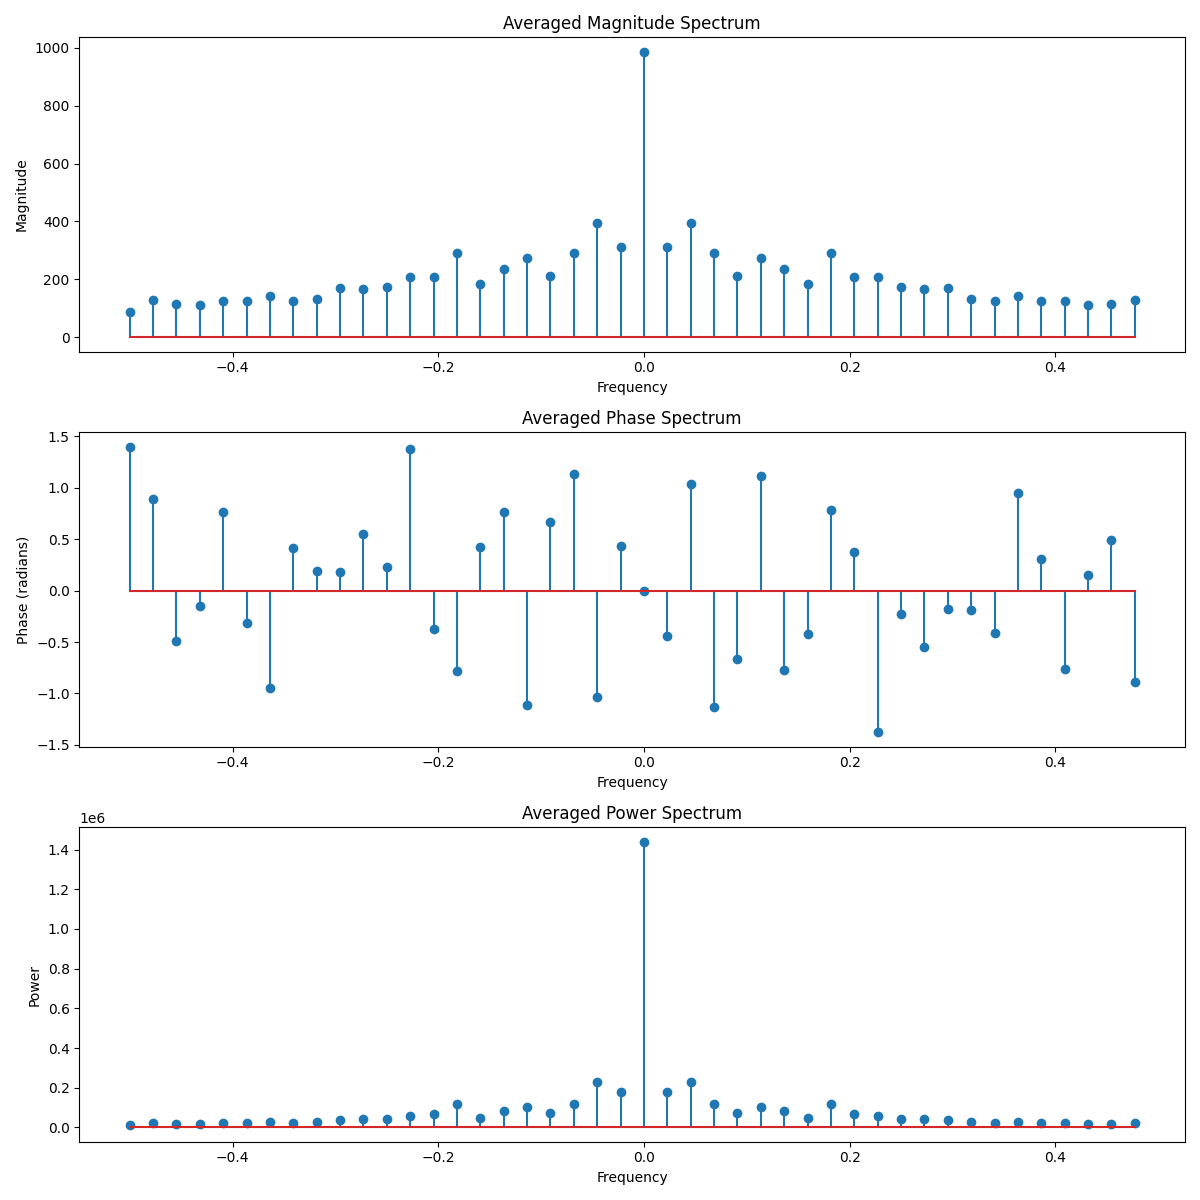 Averaged Magnitude Spectrum
1000
800
600
400
200
0
Magnitude
−0.4 −0.2 0.0 0.2 0.4
Frequency
Averaged Phase Spectrum
1.5
1.0
0.5
0.0
−0.5
−1.0
−1.5
Phase (radians)
−0.4 −0.2 0.0 0.2 0.4
Frequency
Averaged Power Spectrum
1e6
1.4
1.2
1.0
0.8
0.6
0.4
0.2
0.0
Power
−0.4 −0.2 0.0 0.2 0.4
Frequency